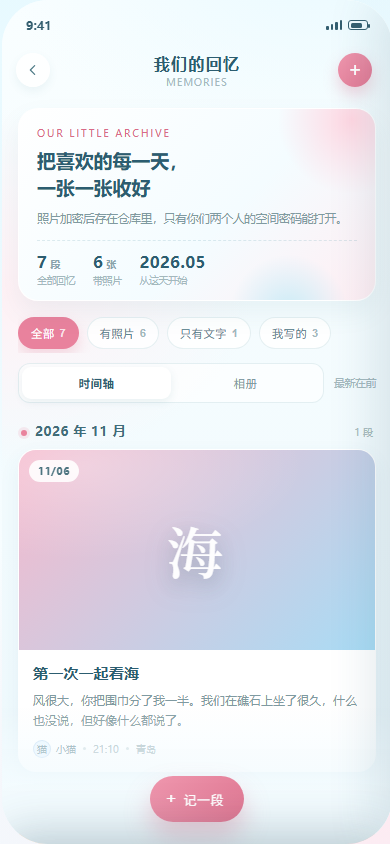 9:41
我们的回忆
MEMORIES
+
OUR LITTLE ARCHIVE
把喜欢的每一天，
一张一张收好
照片加密后存在仓库里，只有你们两个人的空间密码能打开。
7 段 6 张 2026.05
全部回忆 带照片 从这天开始
全部 7 有照片 6 只有文字 1 我写的 3
时间轴 相册 最新在前
2026 年 11 月 1 段
11/06
海
第一次一起看海
风很大，你把围巾分了我一半。我们在礁石上坐了很久，什么
也没说，但好像什么都说了。
猫 小猫 · 21:10 · 青岛
+ 记一段